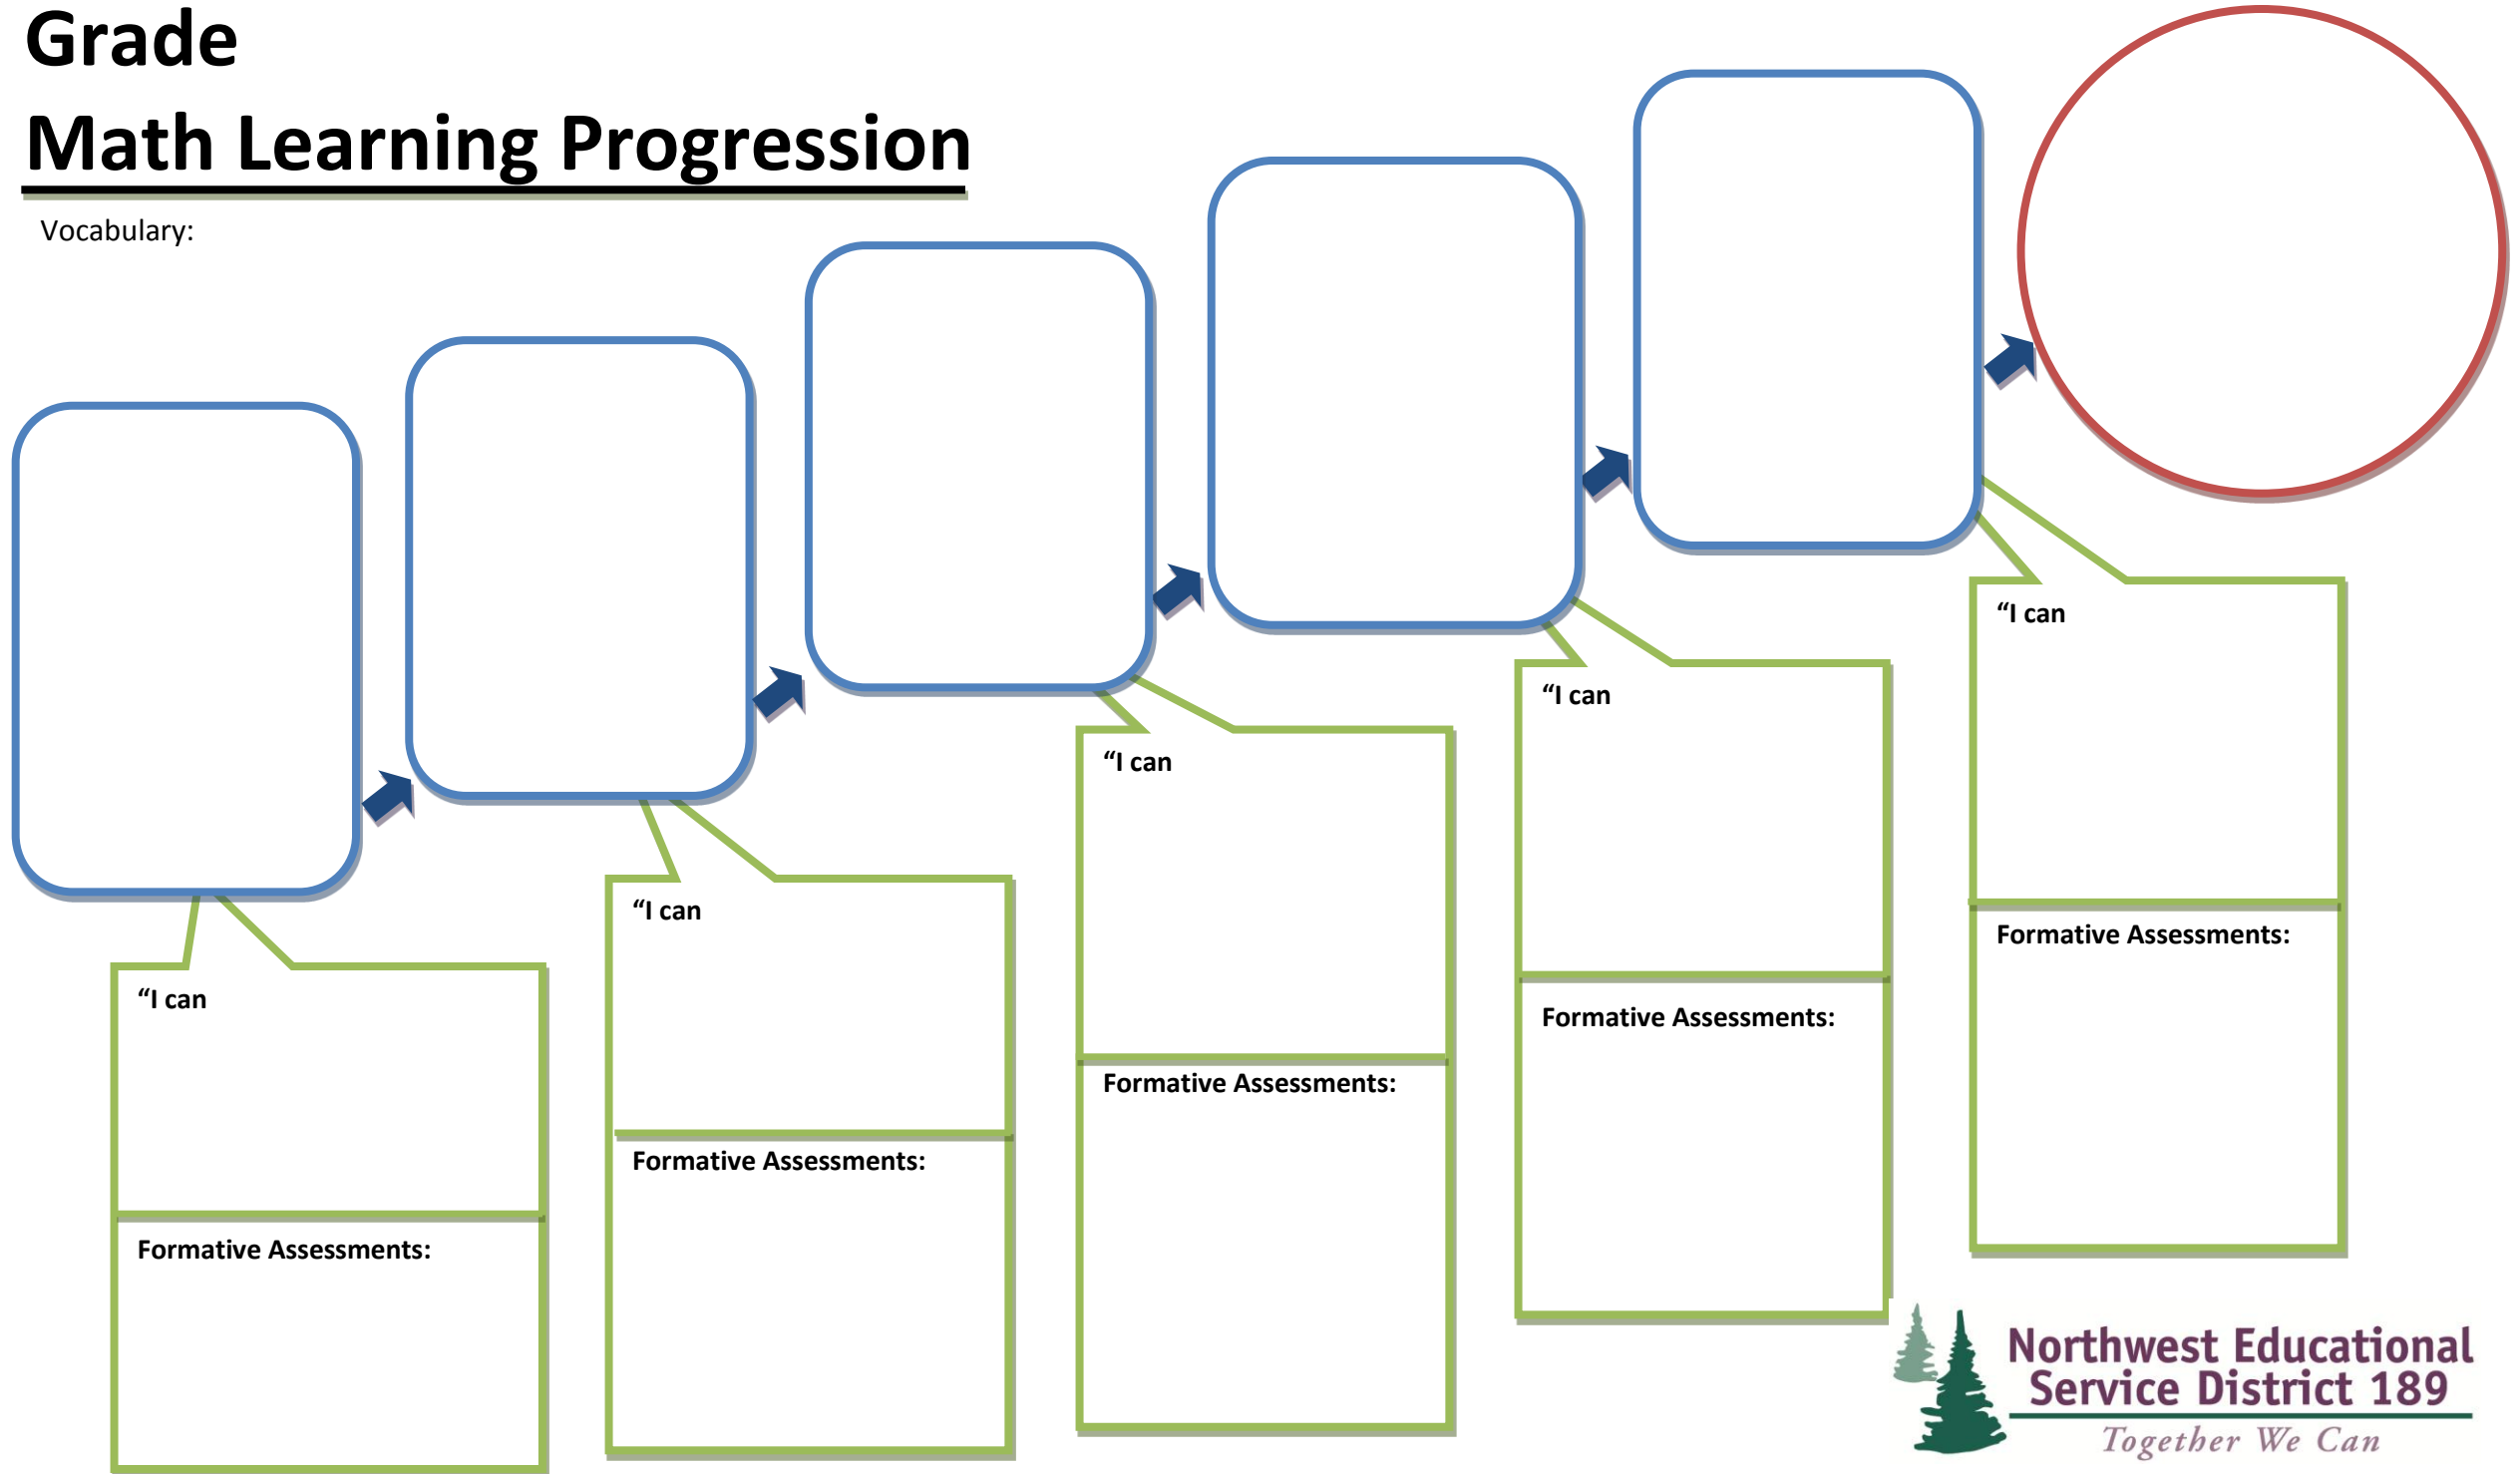 Grade
Math Learning Progression
Vocabulary:
“I can
Formative Assessments:
“I can
Formative Assessments:
“I can
Formative Assessments:
“I can
Formative Assessments:
“I can
Formative Assessments:
Northwest Educational
Service District 189
Together We Can